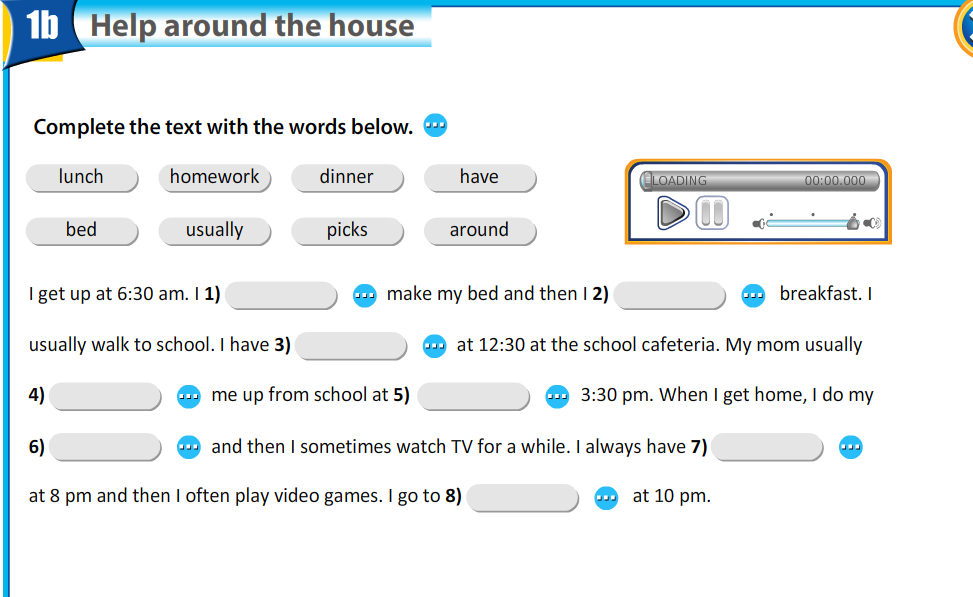 1b Help around the house
Complete the text with the words below.
lunch homework dinner have
LOADING 00:00.000
bed usually picks around
I get up at 6:30 am. I 1) make my bed and then I 2) breakfast. I
usually walk to school. I have 3) at 12:30 at the school cafeteria. My mom usually
4) me up from school at 5) 3:30 pm. When I get home, I do my
6) and then I sometimes watch TV for a while. I always have 7)
at 8 pm and then I often play video games. I go to 8) at 10 pm.